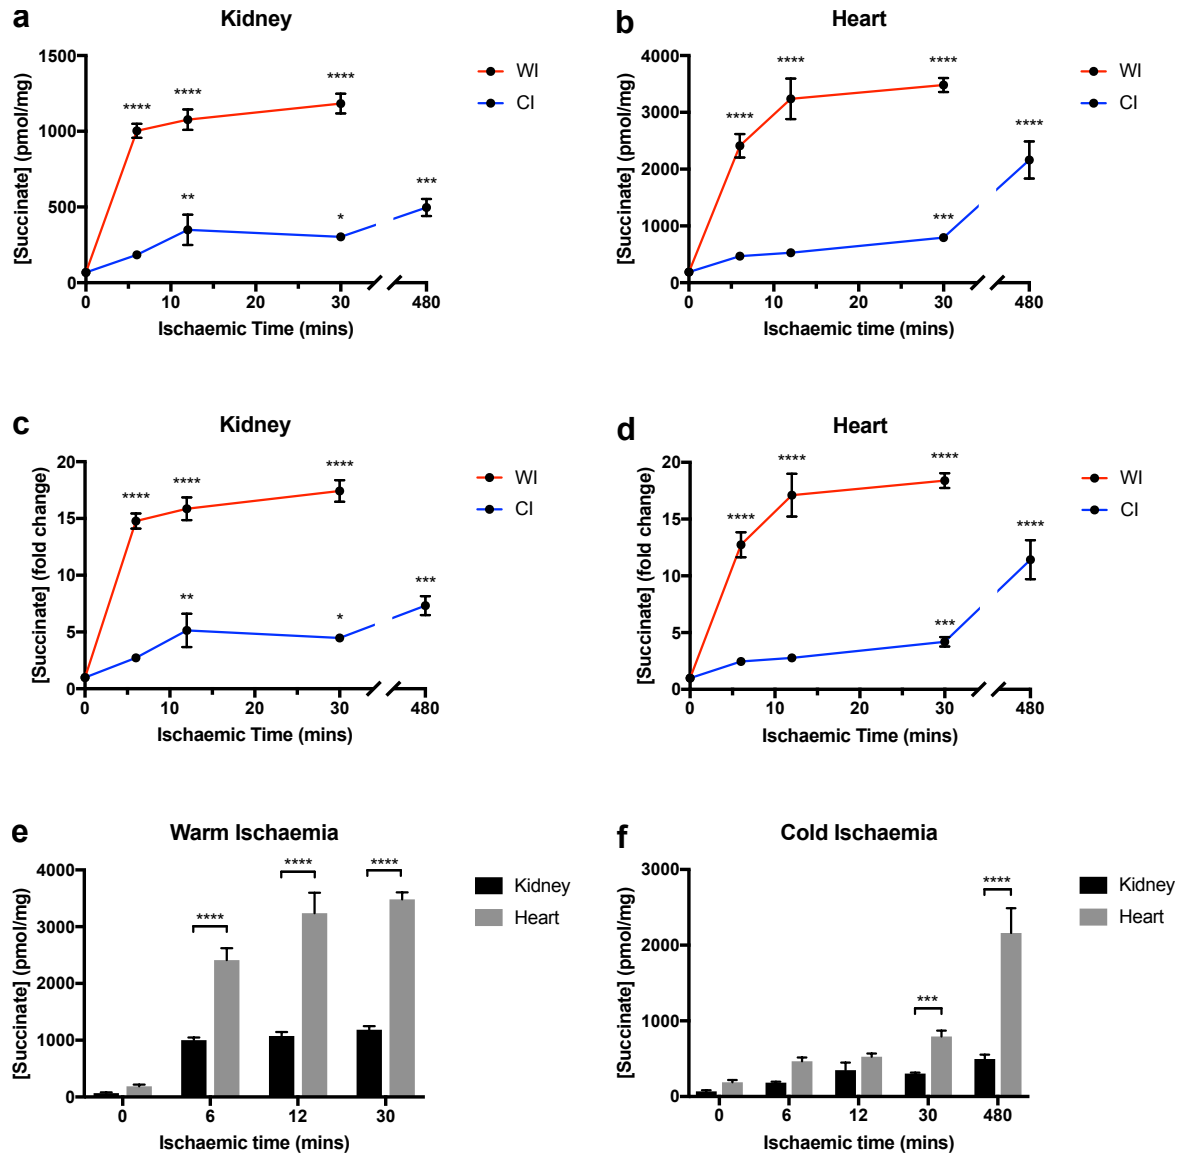 a
Kidney
[Succinate] (pmol/mg)
1500
1000
500
0
****
****
****
**
*
***
0
10
20
30
480
Ischaemic Time (mins)
WI
CI
b
Heart
[Succinate] (pmol/mg)
4000
3000
2000
1000
0
****
****
****
***
****
0
10
20
30
480
Ischaemic time (mins)
WI
CI
c
Kidney
[Succinate] (fold change)
20
15
10
5
0
****
****
****
**
*
***
0
10
20
30
480
Ischaemic Time (mins)
WI
CI
d
Heart
[Succinate] (fold change)
20
15
10
5
0
****
****
****
***
****
0
10
20
30
480
Ischaemic Time (mins)
WI
CI
e
Warm Ischaemia
[Succinate] (pmol/mg)
4000
3000
2000
1000
0
****
****
****
0
6
12
30
Ischaemic time (mins)
Kidney
Heart
f
Cold Ischaemia
[Succinate] (pmol/mg)
3000
2000
1000
0
***
****
0
6
12
30
480
Ischaemic time (mins)
Kidney
Heart